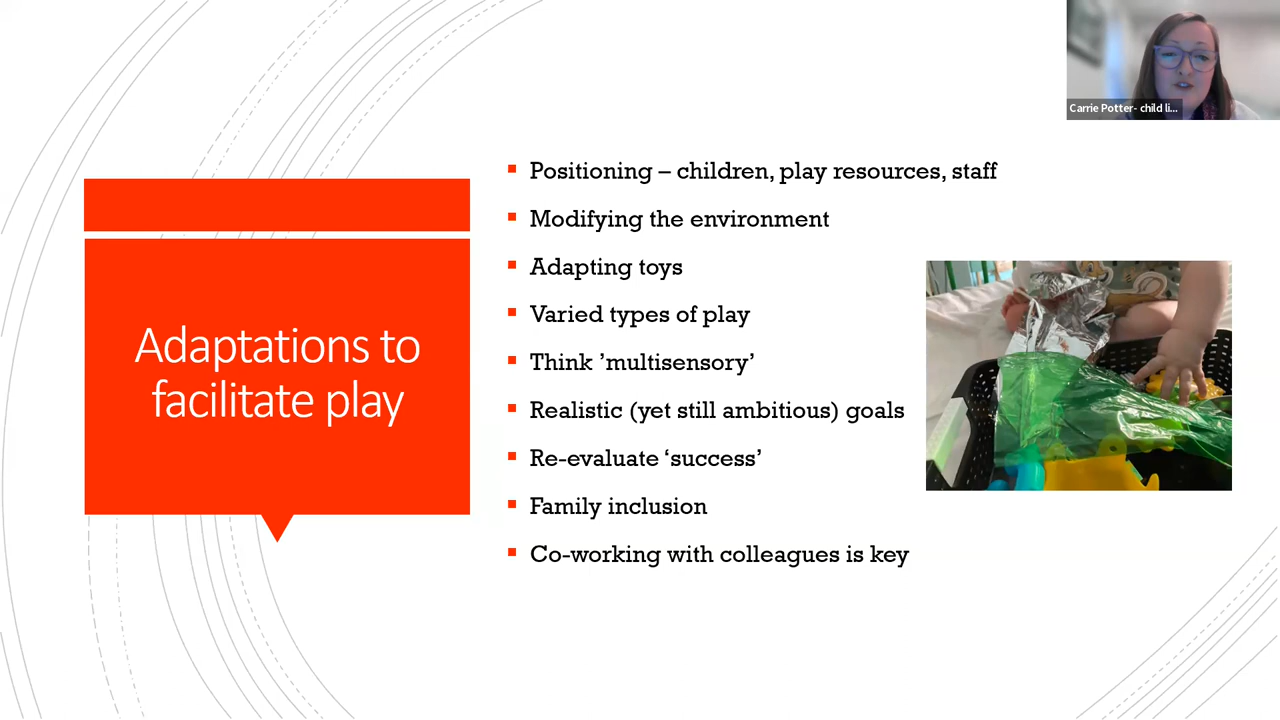 Carrie Potter- child li...
Adaptations to
facilitate play
Positioning – children, play resources, staff
Modifying the environment
Adapting toys
Varied types of play
Think ’multisensory’
Realistic (yet still ambitious) goals
Re-evaluate ‘success’
Family inclusion
Co-working with colleagues is key